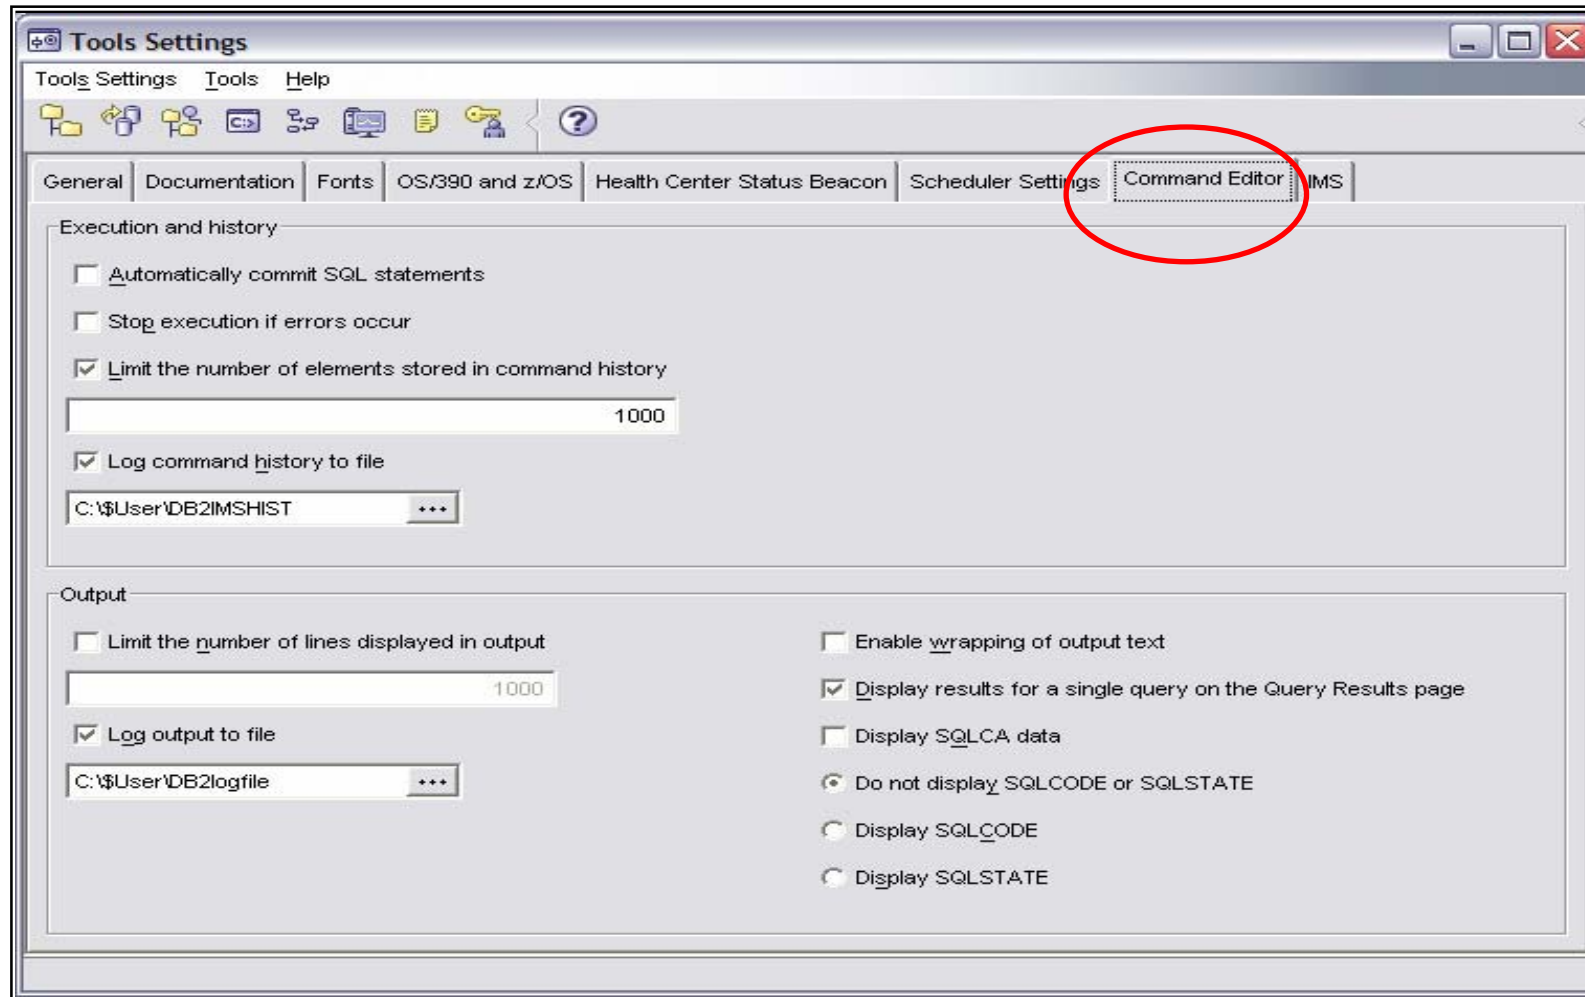 Tools Settings
Tools Settings Tools Help
C:>
General Documentation Fonts OS/390 and z/OS Health Center Status Beacon Scheduler Settings Command Editor IMS
Execution and history
Automatically commit SQL statements
Stop execution if errors occur
Limit the number of elements stored in command history
1000
Log command history to file
C:\$User\DB2IMSHIST ...
Output
Limit the number of lines displayed in output
1000
Log output to file
C:\$User\DB2logfile ...
Enable wrapping of output text
Display results for a single query on the Query Results page
Display SQLCA data
Do not display SQLCODE or SQLSTATE
Display SQLCODE
Display SQLSTATE